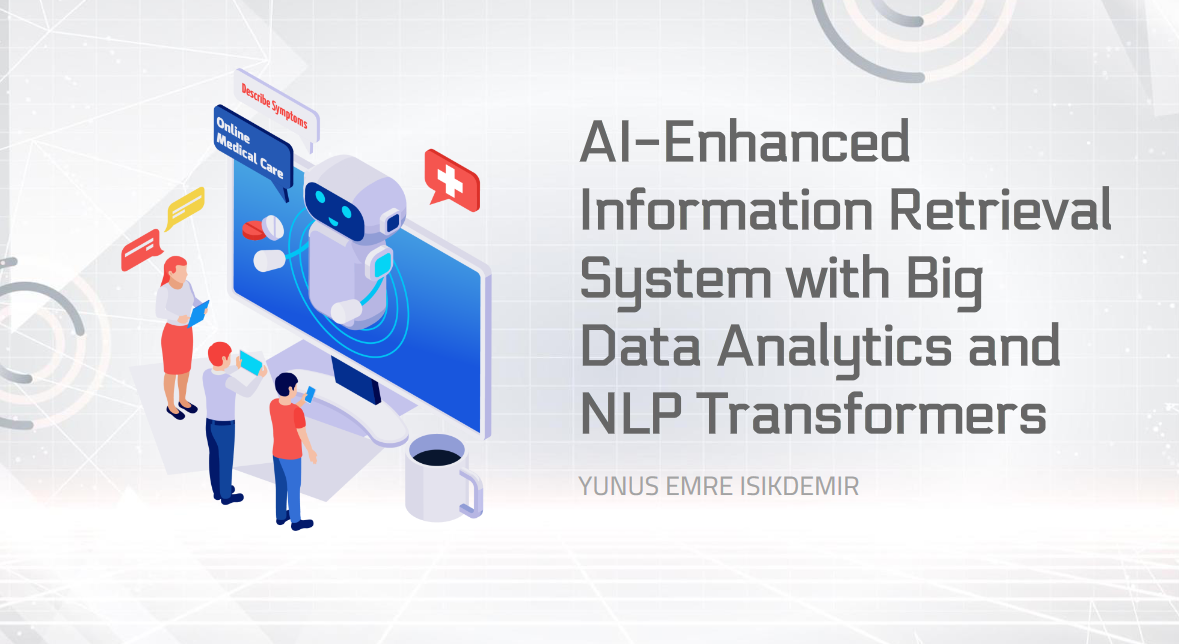 Describe Symptoms
Online
Medical Care
AI-Enhanced
Information Retrieval
System with Big
Data Analytics and
NLP Transformers
YUNUS EMRE ISIKDEMIR